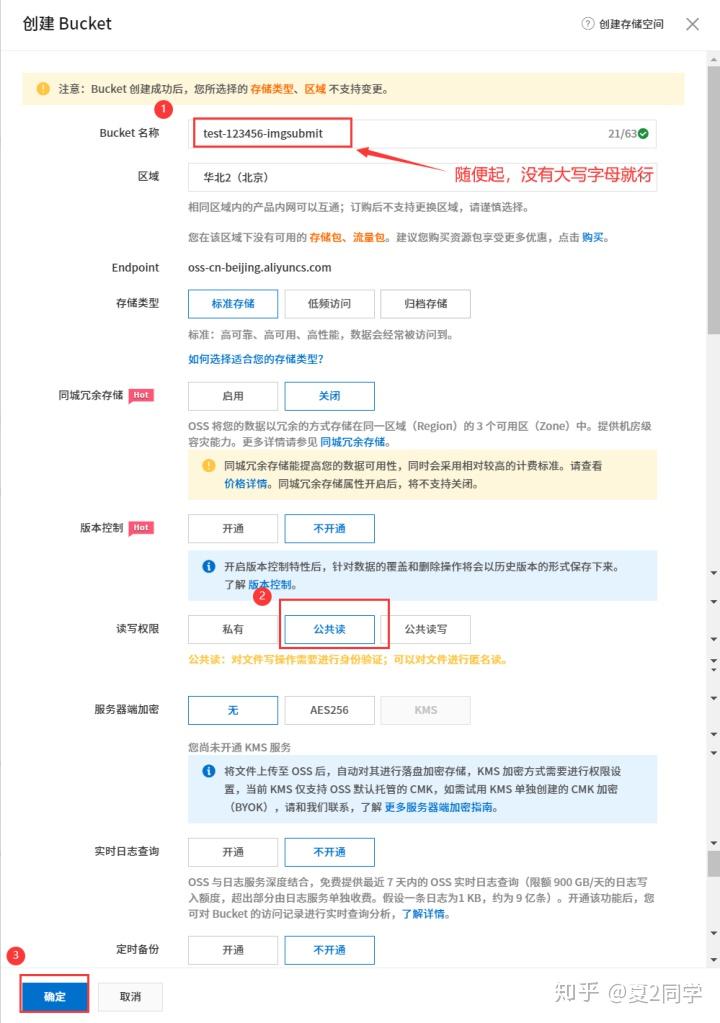 创建 Bucket
创建存储空间
注意：Bucket 创建成功后，您所选择的 存储类型、区域 不支持变更。
1
Bucket 名称
test-123456-imgsubmit
21/63
随便起，没有大写字母就行
区域
华北2（北京）
相同区域内的产品内网可以互通；订购后不支持更换区域，请谨慎选择。
您在该区域下没有可用的 存储包、流量包。建议您购买资源包享受更多优惠，点击 购买。
Endpoint
oss-cn-beijing.aliyuncs.com
存储类型
标准存储
低频访问
归档存储
标准：高可靠、高可用、高性能，数据会经常被访问到。
如何选择适合您的存储类型？
同城冗余存储
Hot
启用
关闭
OSS 将您的数据以冗余的方式存储在同一区域（Region）的 3 个可用区（Zone）中。提供机房级
容灾能力。更多详情请参见 同城冗余存储。
同城冗余存储能提高您的数据可用性，同时会采用相对较高的计费标准。请查看
价格详情。同城冗余存储属性开启后，将不支持关闭。
版本控制
Hot
开通
不开通
开启版本控制特性后，针对数据的覆盖和删除操作将会以历史版本的形式保存下来。
了解 版本控制。
2
读写权限
私有
公共读
公共读写
公共读：对文件写操作需要进行身份验证；可以对文件进行匿名读。
服务器端加密
无
AES256
KMS
您尚未开通 KMS 服务
将文件上传至 OSS 后，自动对其进行落盘加密存储，KMS 加密方式需要进行权限设
置，当前 KMS 仅支持 OSS 默认托管的 CMK，如需试用 KMS 单独创建的 CMK 加密
（BYOK），请和我们联系，了解 更多服务器端加密指南。
实时日志查询
开通
不开通
OSS 与日志服务深度结合，免费提供最近 7 天内的 OSS 实时日志查询（限额 900 GB/天的日志写
入额度，超出部分由日志服务单独收费。假设一条日志为1 KB，约为 9 亿条）。开通该功能后，您
可对 Bucket 的访问记录进行实时查询分析，了解详情。
定时备份
开通
不开通
3
确定
取消
知乎 @夏2同学